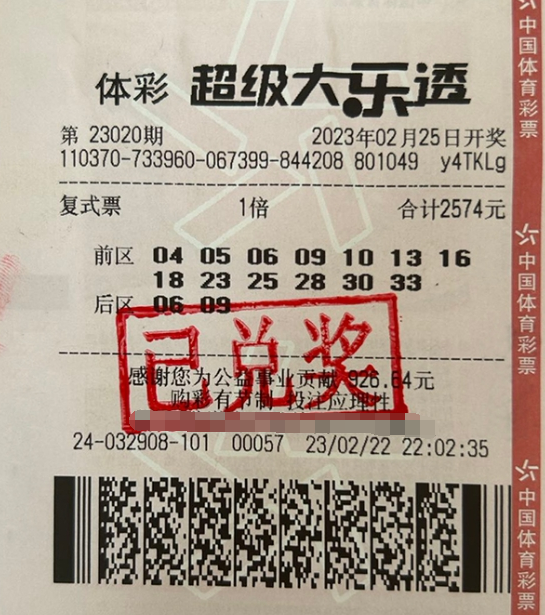 体彩 超级大乐透
第 23020期 2023年02月25日开奖
110370-733960-067399-844208 801049 y4TKLg
复式票 1倍 合计2574元
前区 04 05 06 09 10 13 16
18 23 25 28 30 33
后区 06 09
已兑奖
感谢您为公益事业贡献 926.64元
购彩有节制 投注应理性
24-032908-101 00057 23/02/22 22:02:35
中国体育彩票
中国体育彩票
中国体育彩票